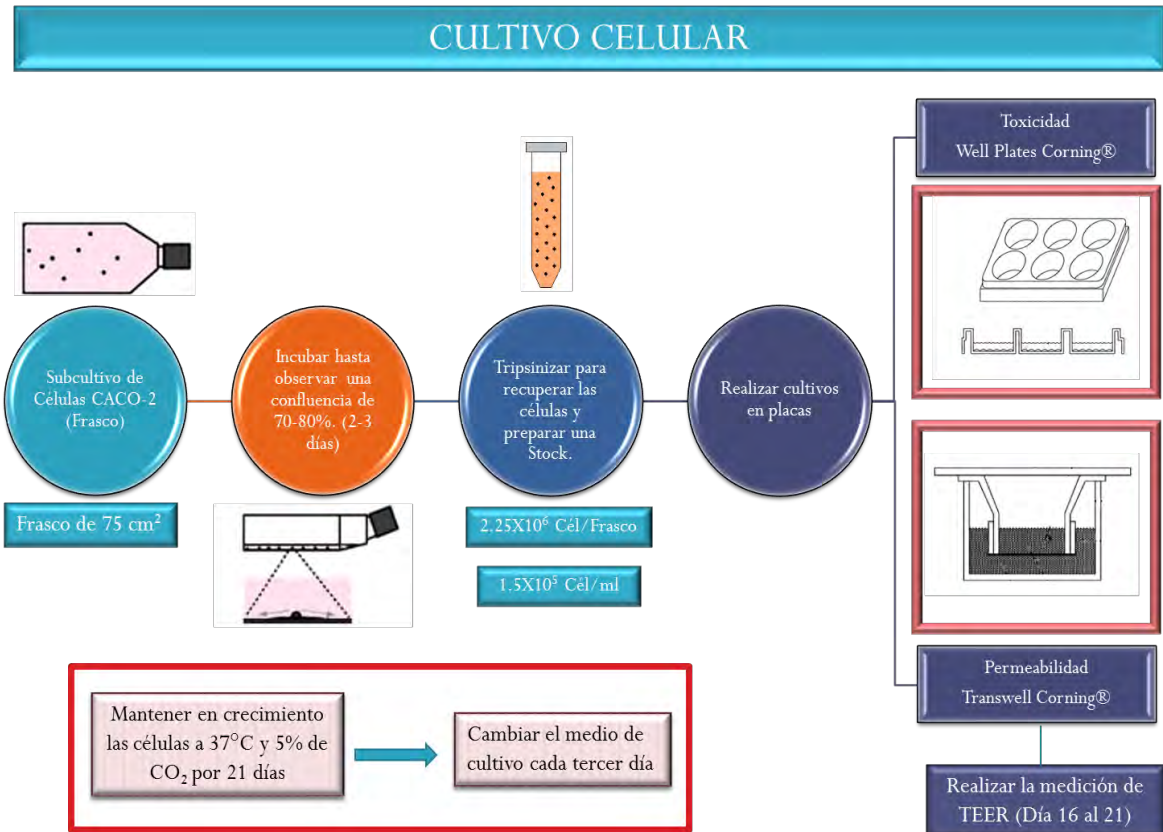 CULTIVO CELULAR
Subcultivo de
Células CACO-2
(Frasco)
Frasco de 75 cm²
Incubar hasta
observar una
confluencia de
70-80%. (2-3
días)
Tripsinizar para
recuperar las
células y
preparar una
Stock.
2.25X10⁶ Cél/Frasco
1.5X10⁵ Cél/ml
Realizar cultivos
en placas
Toxicidad
Well Plates Corning®
Permeabilidad
Transwell Corning®
Realizar la medición de
TEER (Día 16 al 21)
Mantener en crecimiento
las células a 37°C y 5% de
CO₂ por 21 días
Cambiar el medio de
cultivo cada tercer día